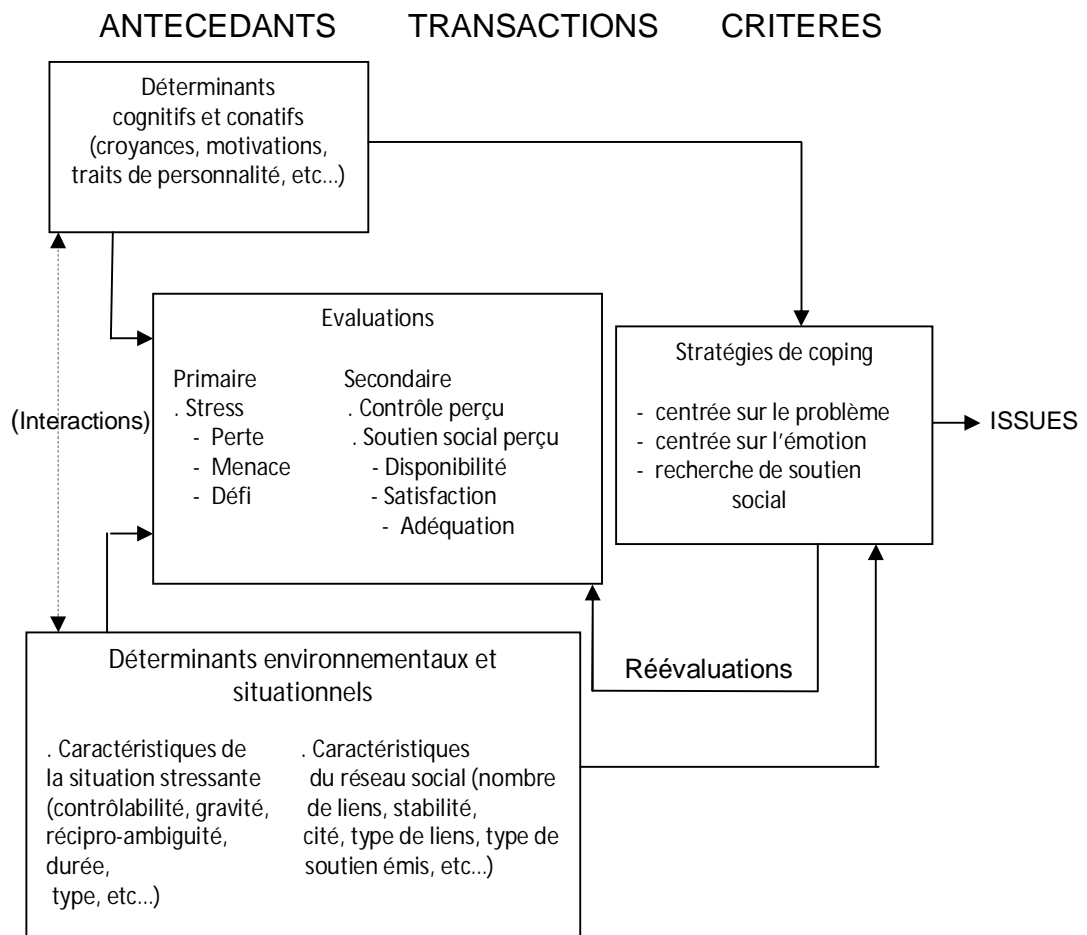 ANTECEDANTS TRANSACTIONS CRITERES
Déterminants
cognitifs et conatifs
(croyances, motivations,
traits de personnalité, etc...)
(Interactions)
Evaluations
Primaire
. Stress
- Perte
- Menace
- Défi
Secondaire
. Contrôle perçu
. Soutien social perçu
- Disponibilité
- Satisfaction
- Adéquation
Stratégies de coping
- centrée sur le problème
- centrée sur l'émotion
- recherche de soutien
social
ISSUES
Réévaluations
Déterminants environnementaux et
situationnels
. Caractéristiques de
la situation stressante
(contrôlabilité, gravité,
récipro-ambiguité,
durée,
type, etc...)
. Caractéristiques
du réseau social (nombre
de liens, stabilité,
cité, type de liens, type de
soutien émis, etc...)